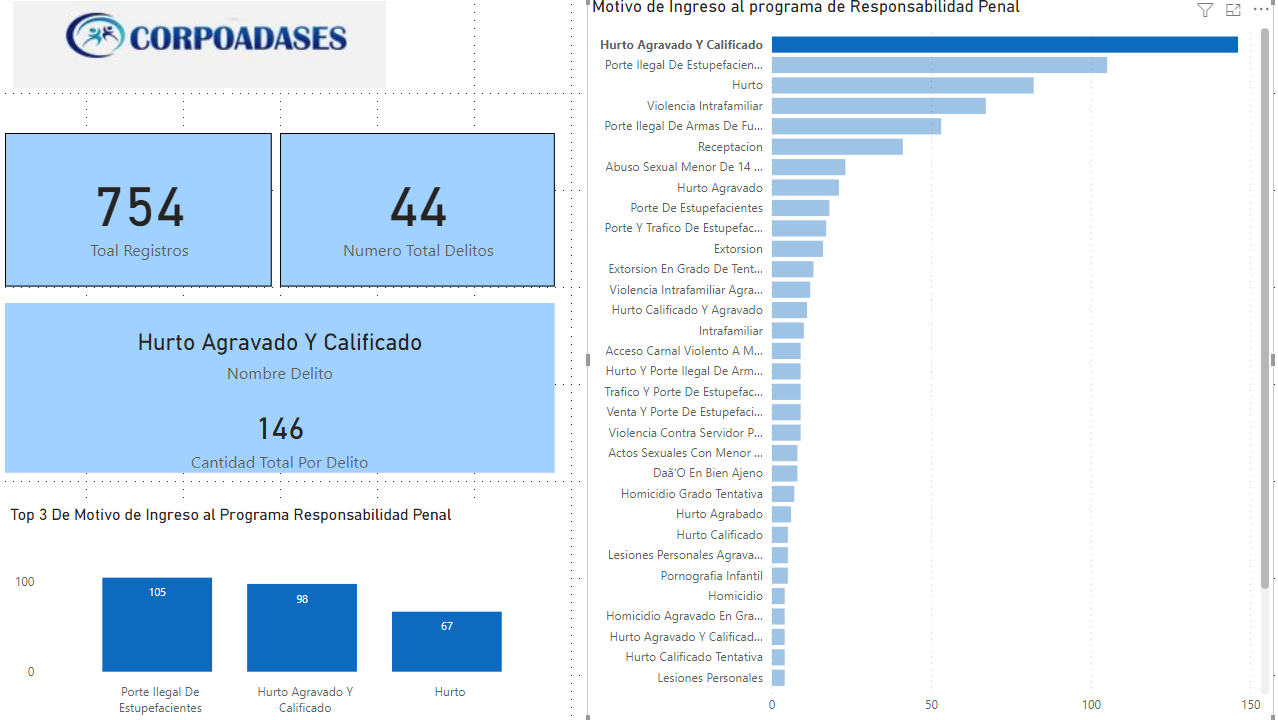 CORPOADASES
754
Toal Registros
44
Numero Total Delitos
Hurto Agravado Y Calificado
Nombre Delito
146
Cantidad Total Por Delito
Top 3 De Motivo de Ingreso al Programa Responsabilidad Penal
100
0
105
98
67
Porte Ilegal De
Estupefacientes
Hurto Agravado Y
Calificado
Hurto
Motivo de Ingreso al programa de Responsabilidad Penal
Hurto Agravado Y Calificado
Porte Ilegal De Estupefacien...
Hurto
Violencia Intrafamiliar
Porte Ilegal De Armas De Fu...
Receptacion
Abuso Sexual Menor De 14 ...
Hurto Agravado
Porte De Estupefacientes
Porte Y Trafico De Estupefac...
Extorsion
Extorsion En Grado De Tent...
Violencia Intrafamiliar Agra...
Hurto Calificado Y Agravado
Intrafamiliar
Acceso Carnal Violento A M...
Hurto Y Porte Ilegal De Arm...
Trafico Y Porte De Estupefac...
Venta Y Porte De Estupefaci...
Violencia Contra Servidor P...
Actos Sexuales Con Menor ...
Daã'O En Bien Ajeno
Homicidio Grado Tentativa
Hurto Agrabado
Hurto Calificado
Lesiones Personales Agrava...
Pornografia Infantil
Homicidio
Homicidio Agravado En Gra...
Hurto Agravado Y Calificad...
Hurto Calificado Tentativa
Lesiones Personales
0
50
100
150